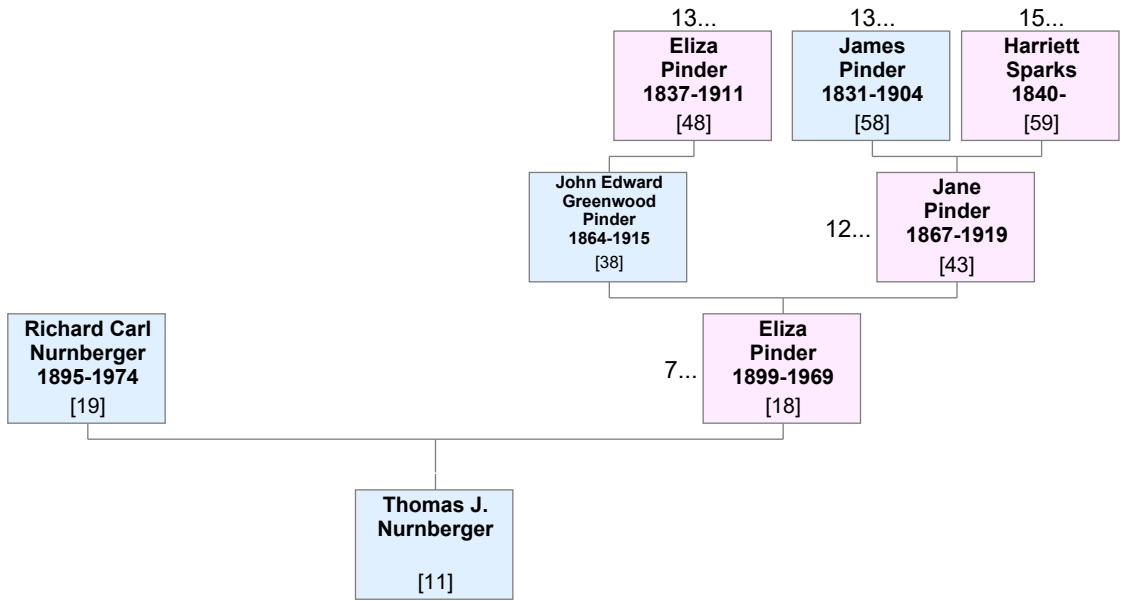 13...
13...
15...
Eliza
Pinder
1837-1911
[48]
James
Pinder
1831-1904
[58]
Harriett
Sparks
1840-
[59]
John Edward
Greenwood
Pinder
1864-1915
[38]
12...
Jane
Pinder
1867-1919
[43]
Richard Carl
Nurnberger
1895-1974
[19]
7...
Eliza
Pinder
1899-1969
[18]
Thomas J.
Nurnberger
[11]